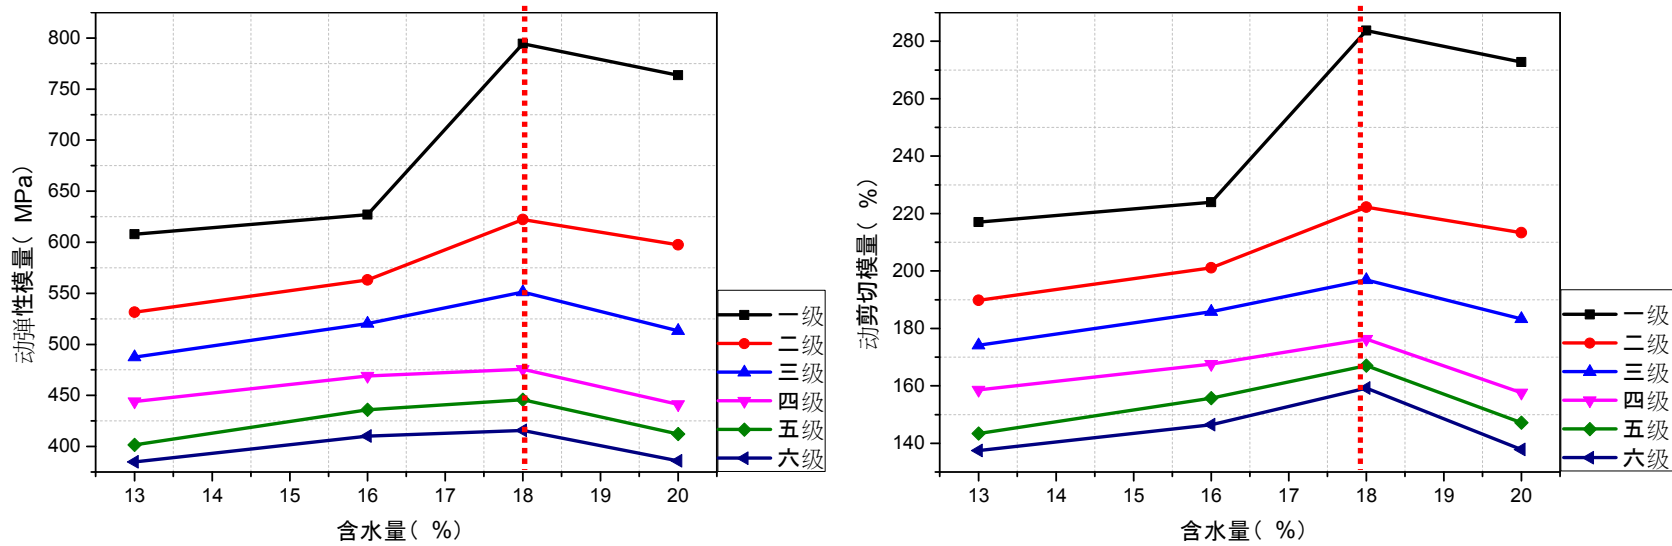 动弹性模量( MPa)
800
750
700
650
600
550
500
450
400
13 14 15 16 17 18 19 20
含水量( %)
一级
二级
三级
四级
五级
六级
动剪切模量( %)
280
260
240
220
200
180
160
140
13 14 15 16 17 18 19 20
含水量( %)
一级
二级
三级
四级
五级
六级